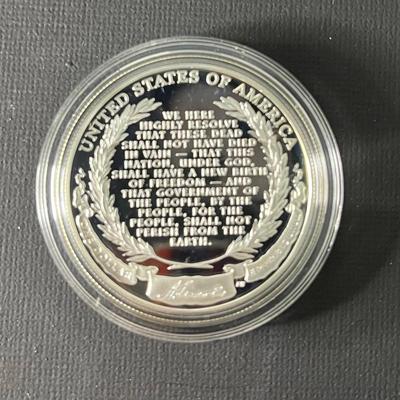 UNITED STATES OF AMERICA
WE HERE
HIGHLY RESOLVE
THAT THESE DEAD
SHALL NOT HAVE DIED
IN VAIN — THAT THIS
NATION, UNDER GOD,
SHALL HAVE A NEW BIRTH
OF FREEDOM — AND
THAT GOVERNMENT OF
THE PEOPLE, BY THE
PEOPLE, FOR THE
PEOPLE, SHALL NOT
PERISH FROM THE
EARTH.